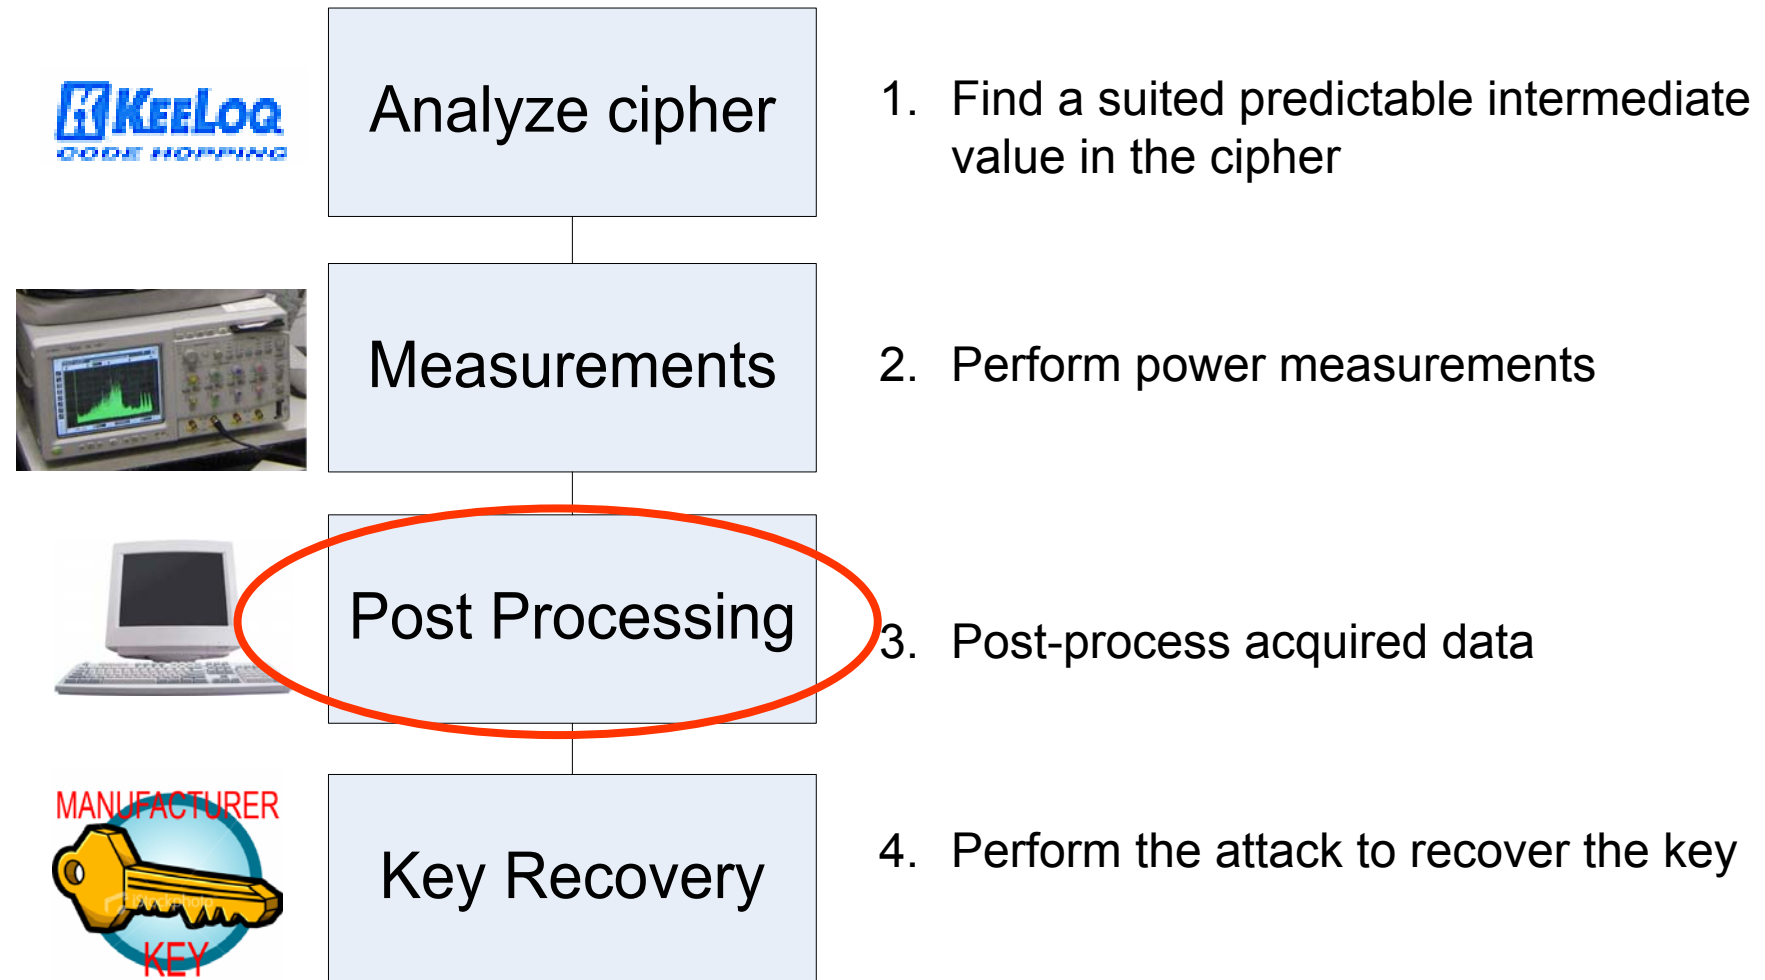 KEELOQ
CODE HOPPING
Analyze cipher
1. Find a suited predictable intermediate
value in the cipher
Measurements
2. Perform power measurements
Post Processing
3. Post-process acquired data
MANUFACTURER
KEY
iStockphoto
Key Recovery
4. Perform the attack to recover the key